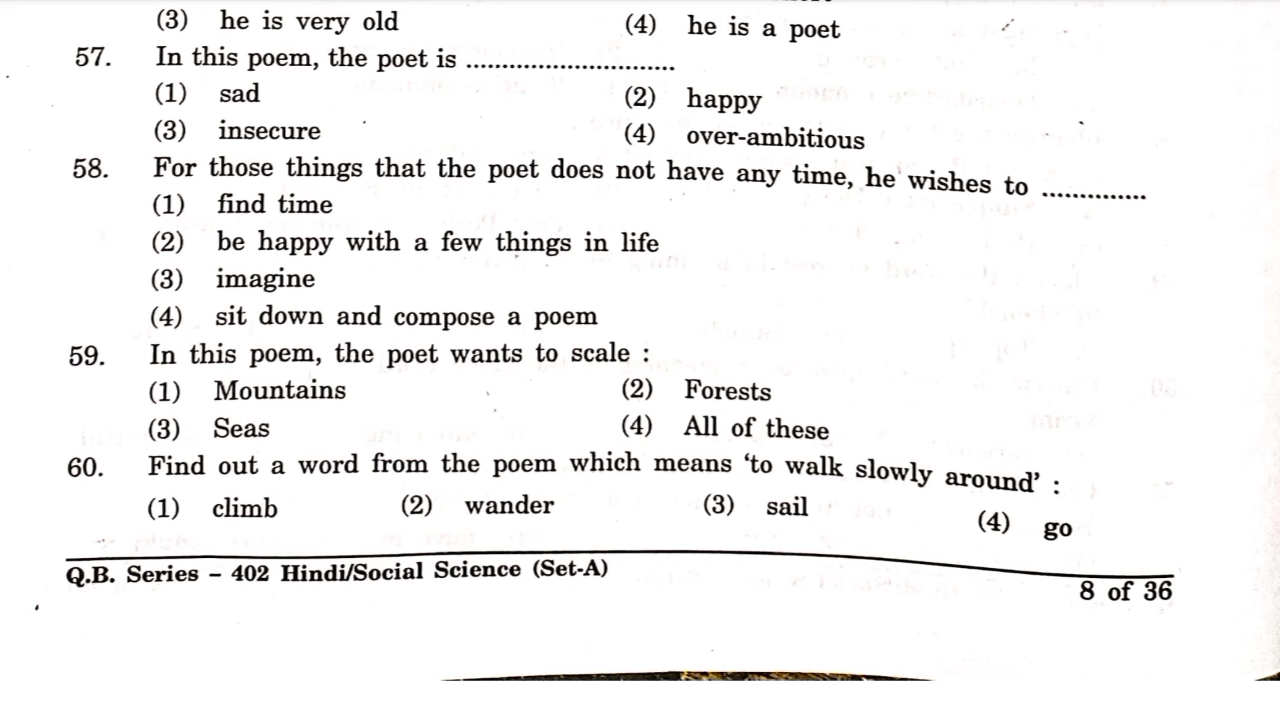 (3) he is very old (4) he is a poet
57. In this poem, the poet is ..............................
(1) sad (2) happy
(3) insecure (4) over-ambitious
58. For those things that the poet does not have any time, he wishes to ...............
(1) find time
(2) be happy with a few things in life
(3) imagine
(4) sit down and compose a poem
59. In this poem, the poet wants to scale :
(1) Mountains (2) Forests
(3) Seas (4) All of these
60. Find out a word from the poem which means ‘to walk slowly around’ :
(1) climb (2) wander (3) sail (4) go
Q.B. Series – 402 Hindi/Social Science (Set-A)
8 of 36